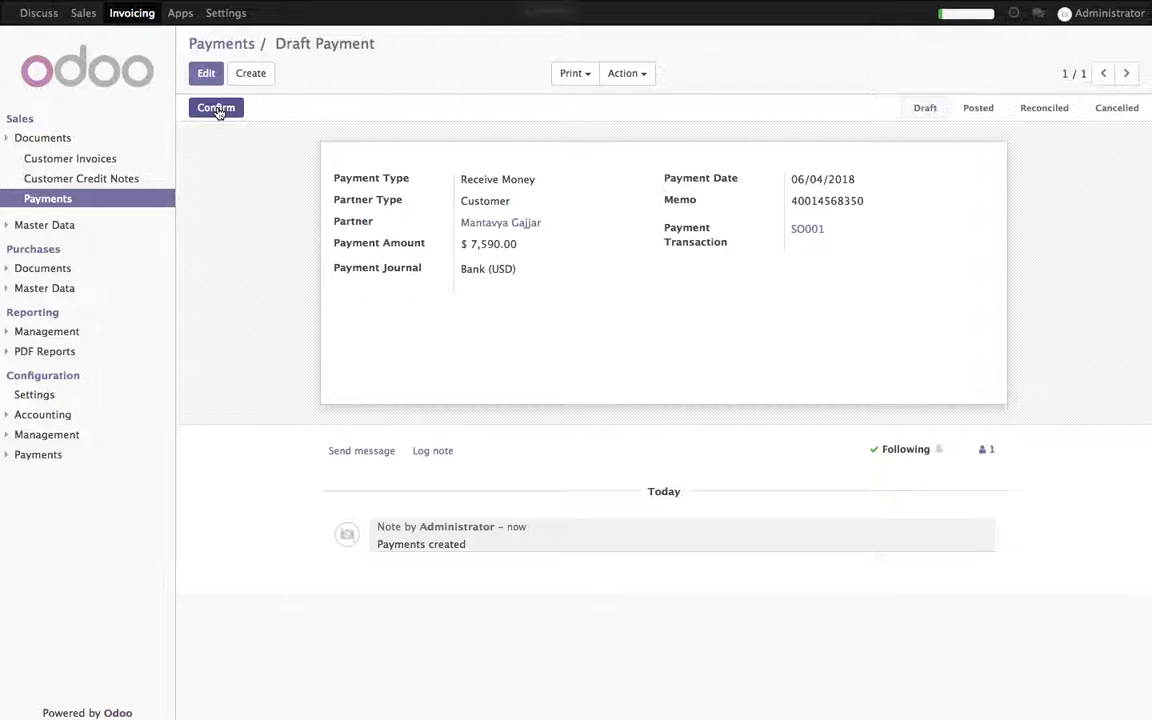 Discuss Sales Invoicing Apps Settings Administrator
odoo
Payments / Draft Payment
Edit Create Print Action 1 / 1
Confirm Draft Posted Reconciled Cancelled
Sales
Documents
Customer Invoices
Customer Credit Notes
Payments
Master Data
Purchases
Documents
Master Data
Reporting
Management
PDF Reports
Configuration
Settings
Accounting
Management
Payments
Powered by Odoo
Payment Type Receive Money
Partner Type Customer
Partner Mantavya Gajjar
Payment Amount $ 7,590.00
Payment Journal Bank (USD)
Payment Date 06/04/2018
Memo 40014568350
Payment Transaction SO001
Send message Log note Following 1
Today
Note by Administrator – now
Payments created